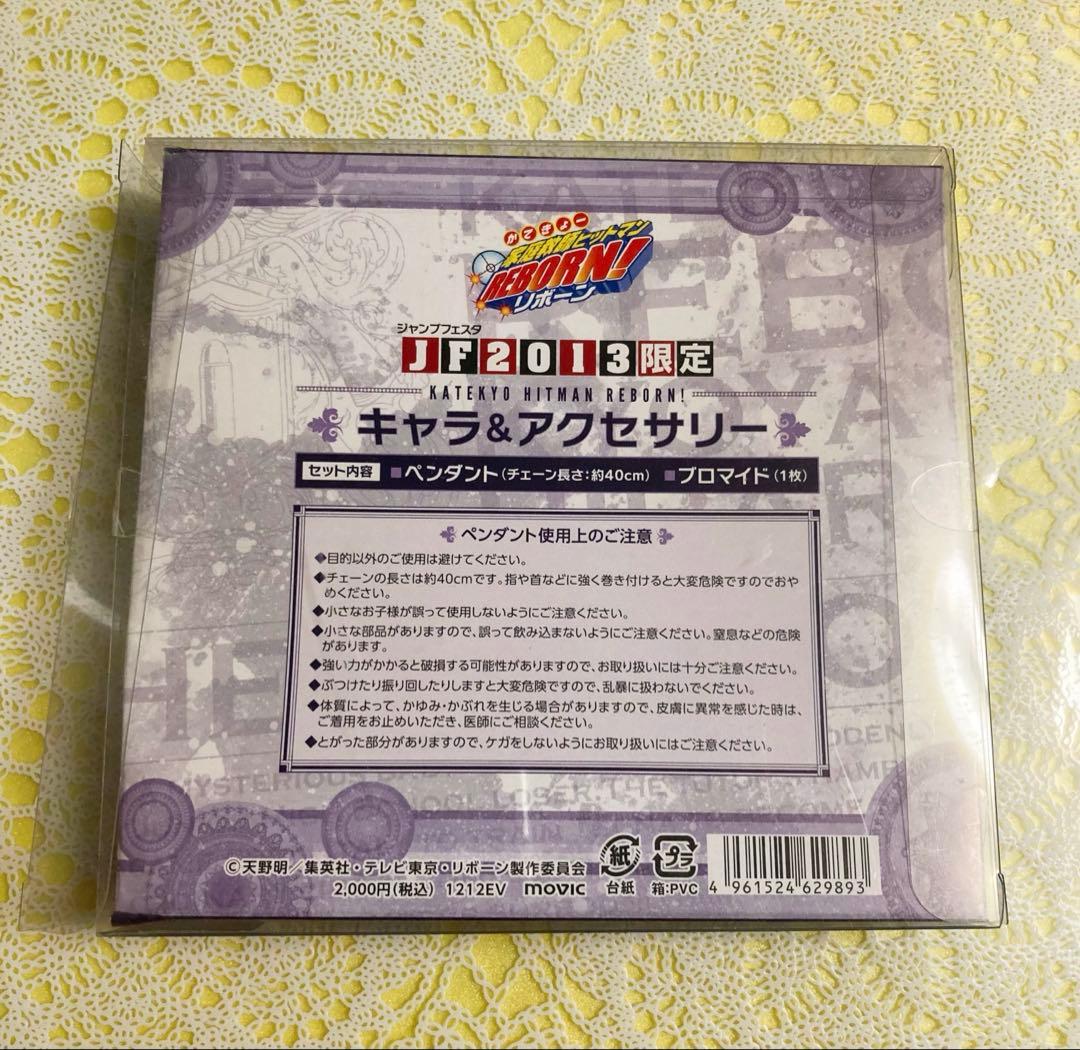 かてきょー
家庭教師ヒットマン
REBORN!
リボーン
ジャンプフェスタ
JF2013限定
KATEKYO HITMAN REBORN!
キャラ&アクセサリー
セット内容 ■ペンダント(チェーン長さ:約40cm) ■ブロマイド(1枚)
ペンダント使用上のご注意
◆目的以外のご使用は避けてください。
◆チェーンの長さは約40cmです。指や首などに強く巻き付けると大変危険ですのでおや
めください。
◆小さなお子様が誤って使用しないようにご注意ください。
◆小さな部品がありますので、誤って飲み込まないようにご注意ください。窒息などの危険
があります。
◆強い力がかかると破損する可能性がありますので、お取り扱いには十分ご注意ください。
◆ぶつけたり振り回したりしますと大変危険ですので、乱暴に扱わないでください。
◆体質によって、かゆみ・かぶれを生じる場合がありますので、皮膚に異常を感じた時は、
ご着用をお止めいただき、医師にご相談ください。
◆とがった部分がありますので、ケガをしないようにお取り扱いにはご注意ください。
MYSTERIOUS
LOSER THE TUTOR
©天野明/集英社・テレビ東京・リボーン製作委員会
2,000円(税込) 1212EV movic
紙
台紙
プラ
箱:PVC
4 961524 629893